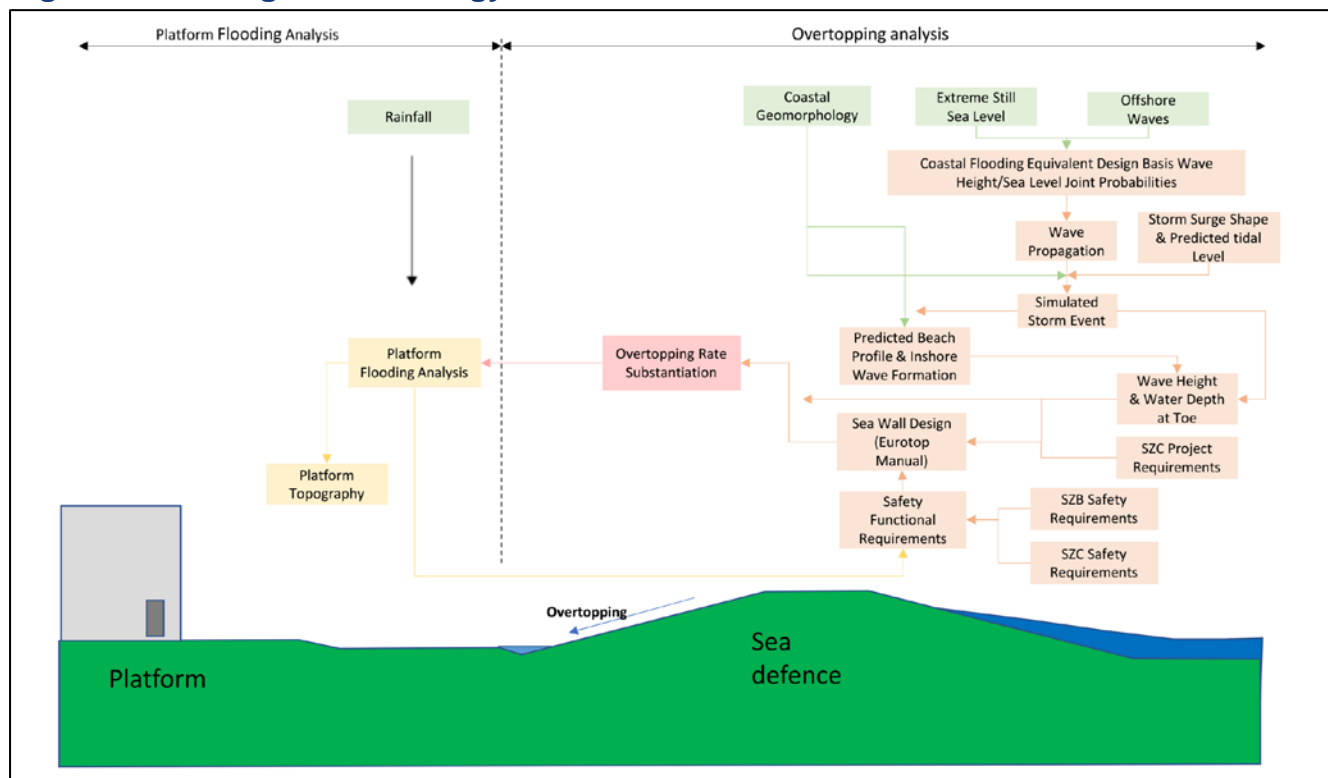 Platform Flooding Analysis
Overtopping analysis
Rainfall
Coastal
Geomorphology
Extreme Still
Sea Level
Offshore
Waves
Coastal Flooding Equivalent Design Basis Wave
Height/Sea Level Joint Probabilities
Wave
Propagation
Storm Surge Shape
& Predicted tidal
Level
Simulated
Storm Event
Platform
Flooding Analysis
Overtopping Rate
Substantiation
Predicted Beach
Profile & Inshore
Wave Formation
Wave Height
& Water Depth
at Toe
Sea Wall Design
(Eurotop
Manual)
SZC Project
Requirements
Platform
Topography
Safety
Functional
Requirements
SZB Safety
Requirements
SZC Safety
Requirements
Overtopping
Platform
Sea
defence